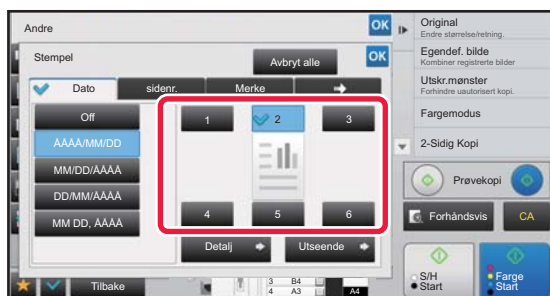 Andre
OK
Stempel
Avbryt alle
OK
Dato
sidenr.
Merke
Off
ÅÅÅÅ/MM/DD
MM/DD/ÅÅÅÅ
DD/MM/ÅÅÅÅ
MM DD, ÅÅÅÅ
1
2
3
4
5
6
Detalj
Utseende
Tilbake
3 B4
4 A3
A4
Original
Endre størrelse/retning.
Egendef. bilde
Kombiner registrerte bilder
Utskr.mønster
Forhindre uautorisert kopi.
Fargemodus
2-Sidig Kopi
Prøvekopi
Forhåndsvis
CA
S/H
Start
Farge
Start